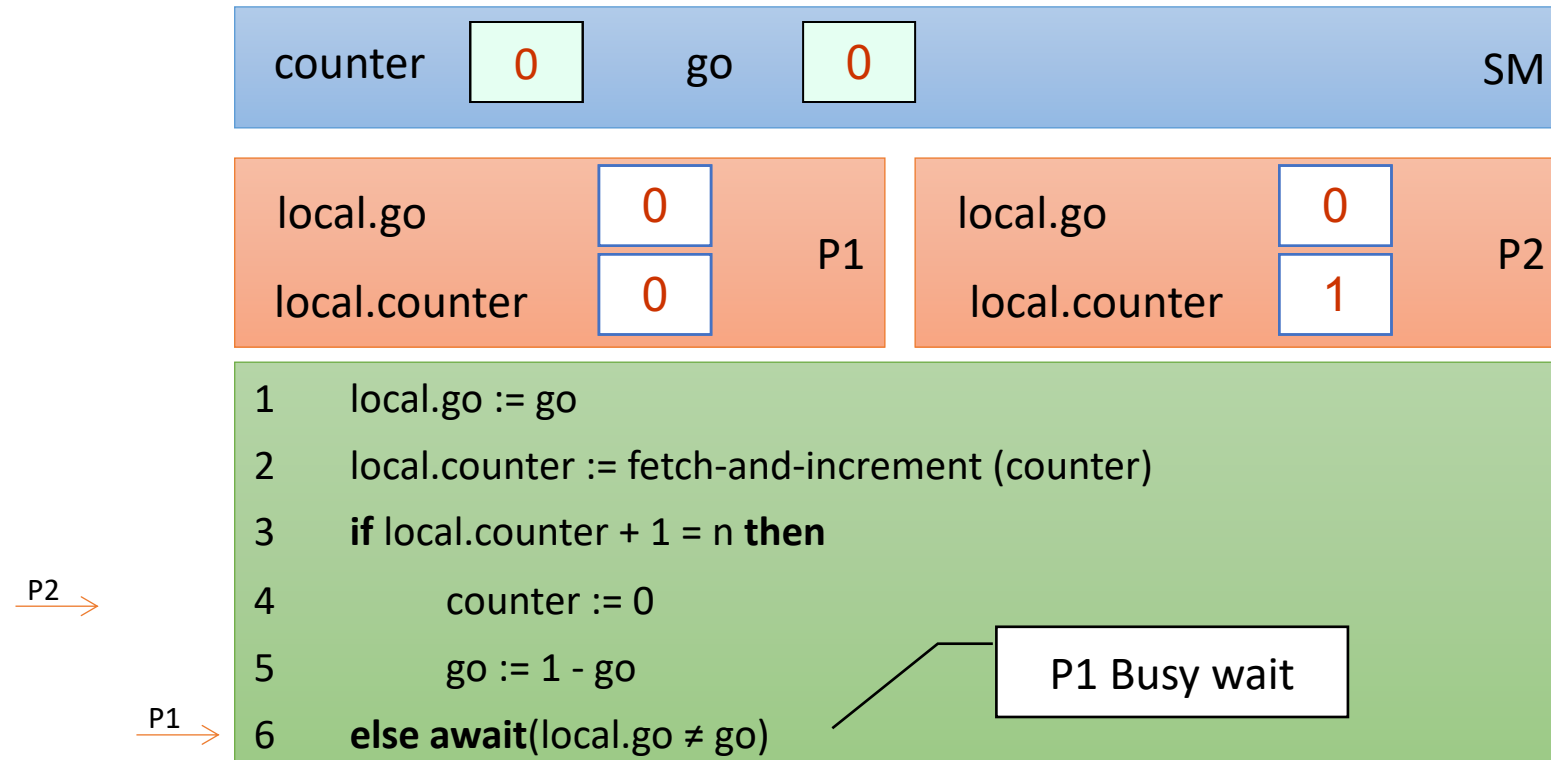 counter 0 go 0 SM
local.go 0 local.go 0
P1 P2
local.counter 0 local.counter 1
1 local.go := go
2 local.counter := fetch-and-increment (counter)
3 if local.counter + 1 = n then
P2 4 counter := 0
5 go := 1 - go
P1 Busy wait
P1 6 else await(local.go ≠ go)